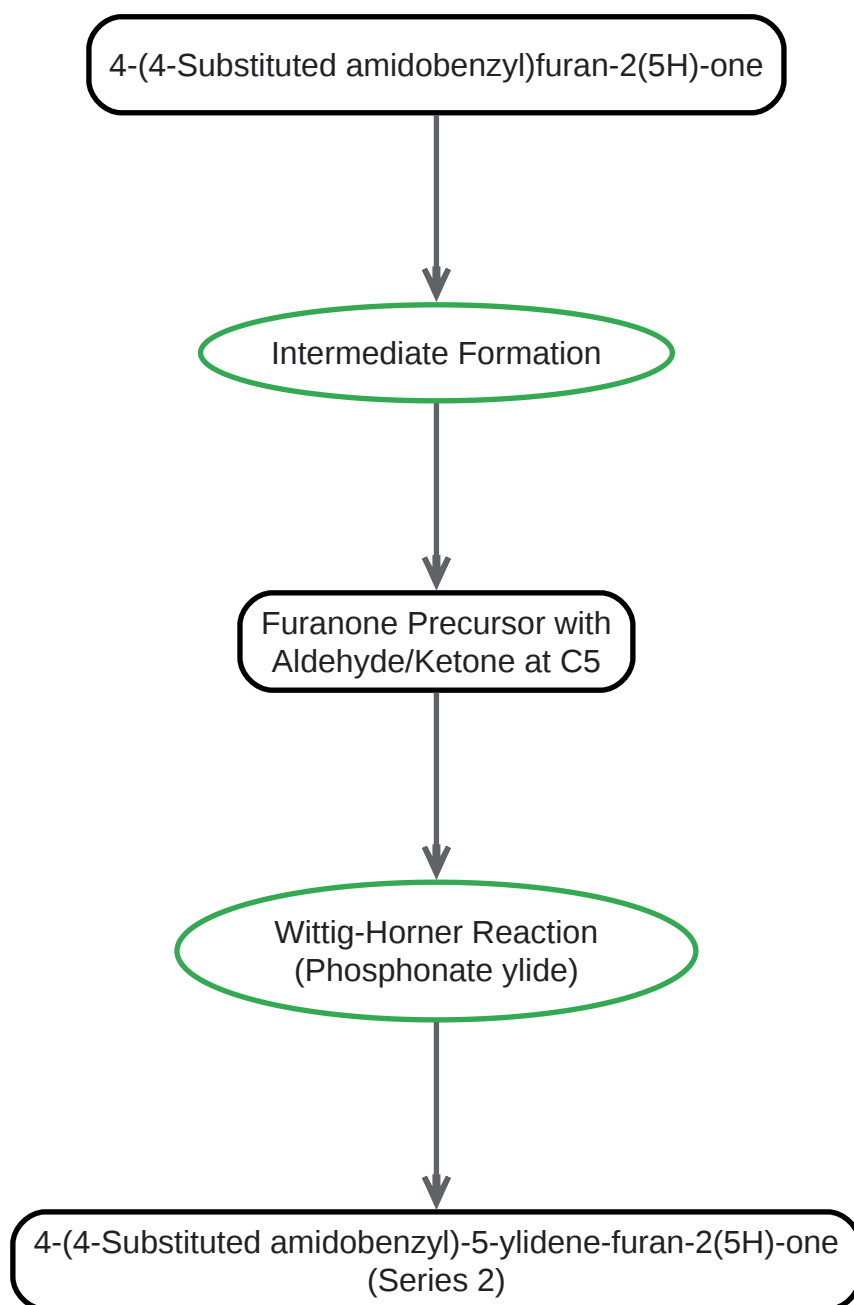 4-(4-Substituted amidobenzyl)furan-2(5H)-one
Intermediate Formation
Furanone Precursor with
Aldehyde/Ketone at C5
Wittig-Horner Reaction
(Phosphonate ylide)
4-(4-Substituted amidobenzyl)-5-ylidene-furan-2(5H)-one
(Series 2)